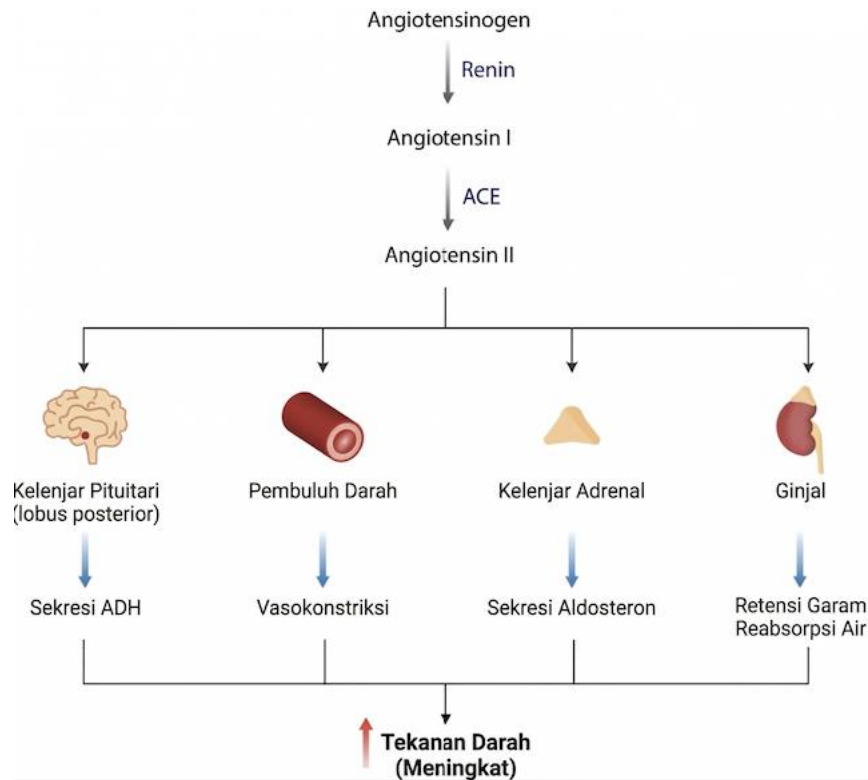 Angiotensinogen
Renin
Angiotensin I
ACE
Angiotensin II
Kelenjar Pituitari
(lobus posterior)
Pembuluh Darah
Kelenjar Adrenal
Ginjal
Sekresi ADH
Vasokonstriksi
Sekresi Aldosteron
Retensi Garam
Reabsorpsi Air
Tekanan Darah
(Meningkat)